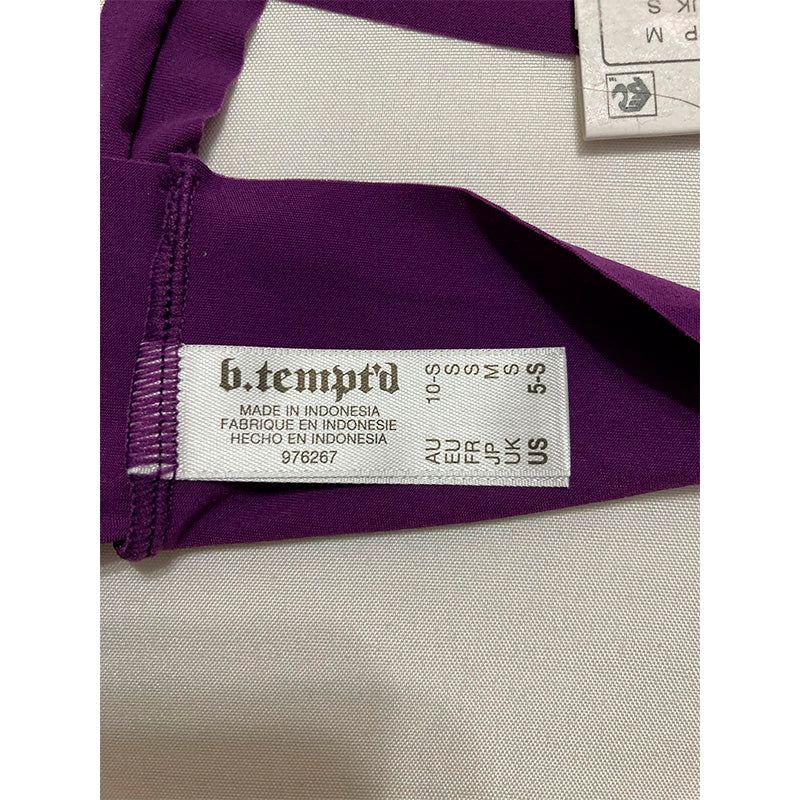 b.tempt'd
MADE IN INDONESIA
FABRIQUE EN INDONESIE
HECHO EN INDONESIA
976267
AU 10-S
EU S
FR S
JP M
UK S
US 5-S
P M
UK S